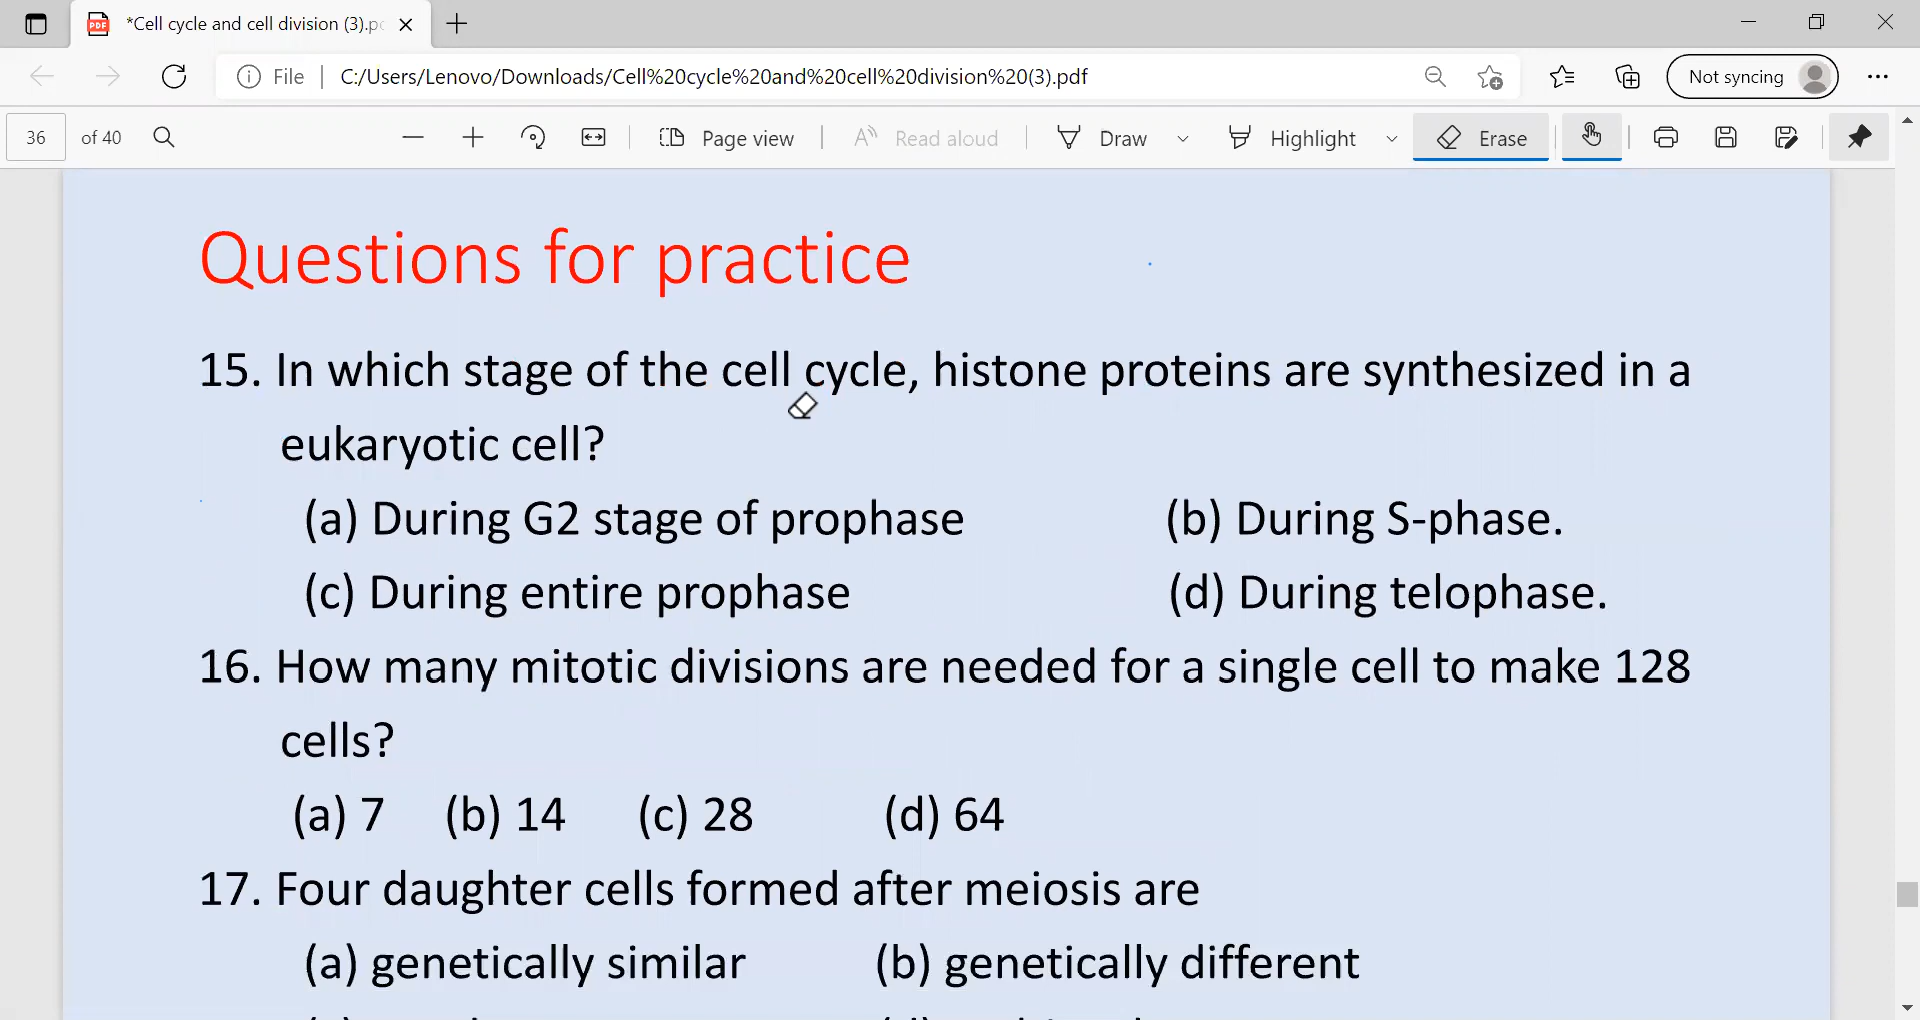 *Cell cycle and cell division (3).p
File
C:/Users/Lenovo/Downloads/Cell%20cycle%20and%20cell%20division%20(3).pdf
Not syncing
36 of 40
Page view
Read aloud
Draw
Highlight
Erase
Questions for practice
15. In which stage of the cell cycle, histone proteins are synthesized in a
eukaryotic cell?
(a) During G2 stage of prophase (b) During S-phase.
(c) During entire prophase (d) During telophase.
16. How many mitotic divisions are needed for a single cell to make 128
cells?
(a) 7 (b) 14 (c) 28 (d) 64
17. Four daughter cells formed after meiosis are
(a) genetically similar (b) genetically different